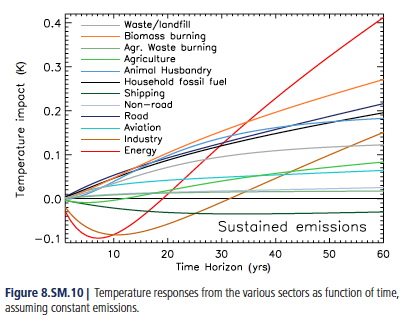 0.4
0.3
0.2
0.1
0.0
-0.1
Temperature impact (K)
Waste/landfill
Biomass burning
Agr. Waste burning
Agriculture
Animal Husbandry
Household fossil fuel
Shipping
Non-road
Road
Aviation
Industry
Energy
Sustained emissions
10 20 30 40 50 60
Time Horizon (yrs)
Figure 8.SM.10 | Temperature responses from the various sectors as function of time,
assuming constant emissions.